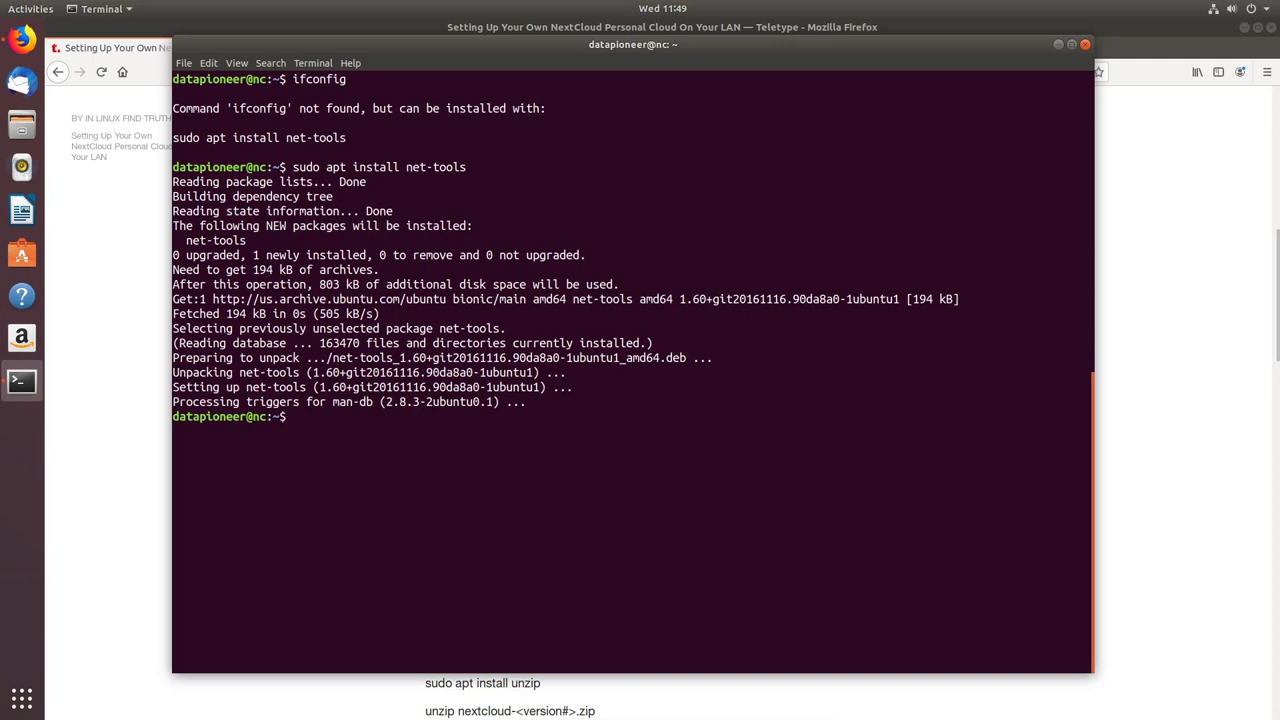 Activities
Terminal
Wed 11:49
Setting Up Your Own NextCloud Personal Cloud On Your LAN — Teletype - Mozilla Firefox
t. Setting Up Your Own Ne
datapioneer@nc: ~
File Edit View Search Terminal Help
datapioneer@nc:~$ ifconfig
Command 'ifconfig' not found, but can be installed with:
sudo apt install net-tools
datapioneer@nc:~$ sudo apt install net-tools
Reading package lists... Done
Building dependency tree
Reading state information... Done
The following NEW packages will be installed:
net-tools
0 upgraded, 1 newly installed, 0 to remove and 0 not upgraded.
Need to get 194 kB of archives.
After this operation, 803 kB of additional disk space will be used.
Get:1 http://us.archive.ubuntu.com/ubuntu bionic/main amd64 net-tools amd64 1.60+git20161116.90da8a0-1ubuntu1 [194 kB]
Fetched 194 kB in 0s (505 kB/s)
Selecting previously unselected package net-tools.
(Reading database ... 163470 files and directories currently installed.)
Preparing to unpack .../net-tools_1.60+git20161116.90da8a0-1ubuntu1_amd64.deb ...
Unpacking net-tools (1.60+git20161116.90da8a0-1ubuntu1) ...
Setting up net-tools (1.60+git20161116.90da8a0-1ubuntu1) ...
Processing triggers for man-db (2.8.3-2ubuntu0.1) ...
datapioneer@nc:~$
BY IN LINUX FIND TRUTH
Setting Up Your Own
NextCloud Personal Cloud
Your LAN
sudo apt install unzip
unzip nextcloud-<version#>.zip